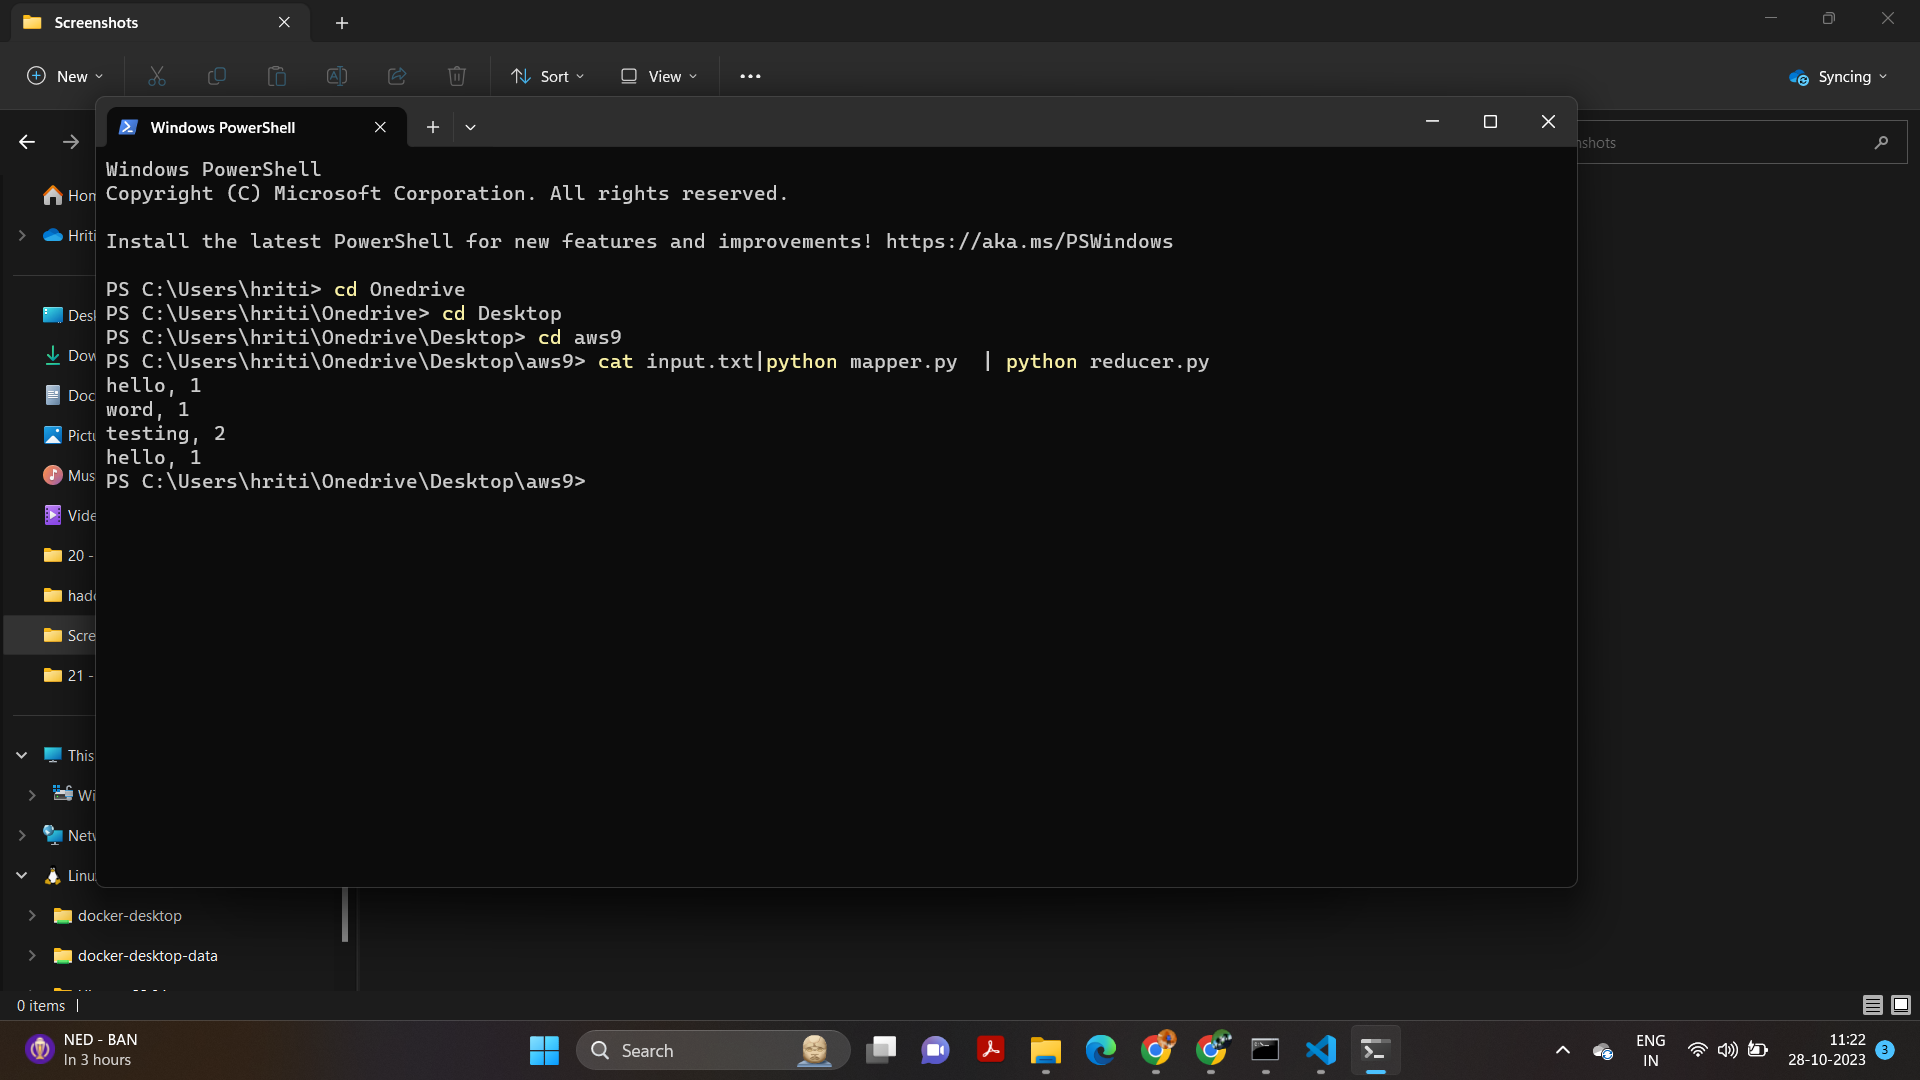 Screenshots
New
Sort
View
Syncing
Windows PowerShell
nshots
Windows PowerShell
Copyright (C) Microsoft Corporation. All rights reserved.
Install the latest PowerShell for new features and improvements! https://aka.ms/PSWindows
PS C:\Users\hriti> cd Onedrive
PS C:\Users\hriti\Onedrive> cd Desktop
PS C:\Users\hriti\Onedrive\Desktop> cd aws9
PS C:\Users\hriti\Onedrive\Desktop\aws9> cat input.txt|python mapper.py  | python reducer.py
hello, 1
word, 1
testing, 2
hello, 1
PS C:\Users\hriti\Onedrive\Desktop\aws9>
Hom
Hriti
Desk
Dow
Doc
Pictu
Mus
Vide
20 -
hado
Scre
21 -
This
Wi
Netw
Linu
docker-desktop
docker-desktop-data
0 items
NED - BAN
In 3 hours
Search
ENG
IN
11:22
28-10-2023
3